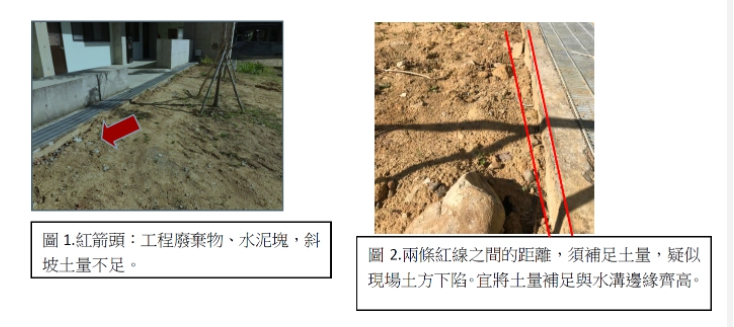 圖 1.紅箭頭：工程廢棄物、水泥塊，斜
坡土量不足。
圖 2.兩條紅線之間的距離，須補足土量，疑似
現場土方下陷。宜將土量補足與水溝邊緣齊高。